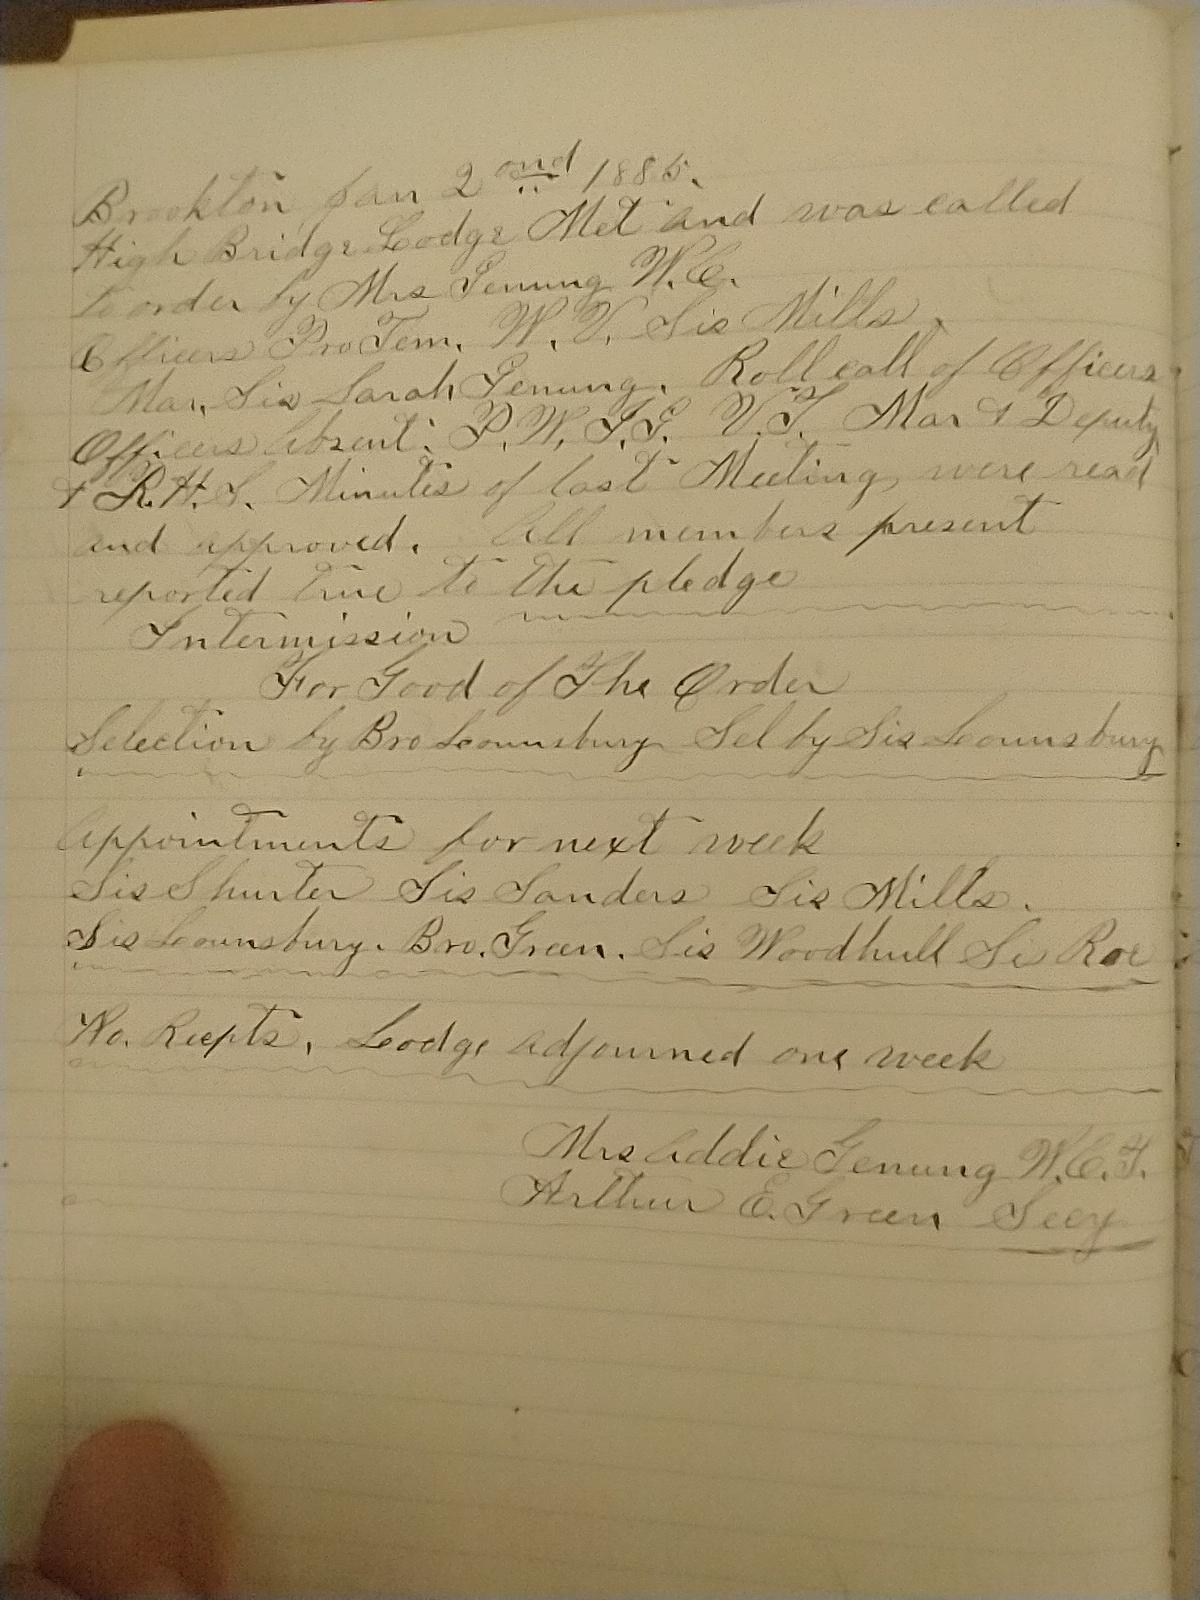 Brookton Jan 2 ond 1885.
High Bridge Lodge Met and was called
to order by Mrs Genung W.C.
Officers Pro Tem. W. V. Sis Mills.
Mar. Sis Sarah Genung. Roll call of Officers
Officers Absent. P.W. Mar & Deputy
& R.H.S. Minutes of last Meeting were read
and approved. All members present
reported true to the pledge
Intermission
For Good of The Order
Selection by Bro Lounsbury Sel by Sis Lounsbury
Appointments for next week
Sis Shurter Sis Sanders Sis Mills.
Sis Lounsbury. Bro. Green. Sis Woodhull Roe
No. Recpts. Lodge adjourned one week
Mrs Addie Genung W.C.T.
Arthur E. Green Secy